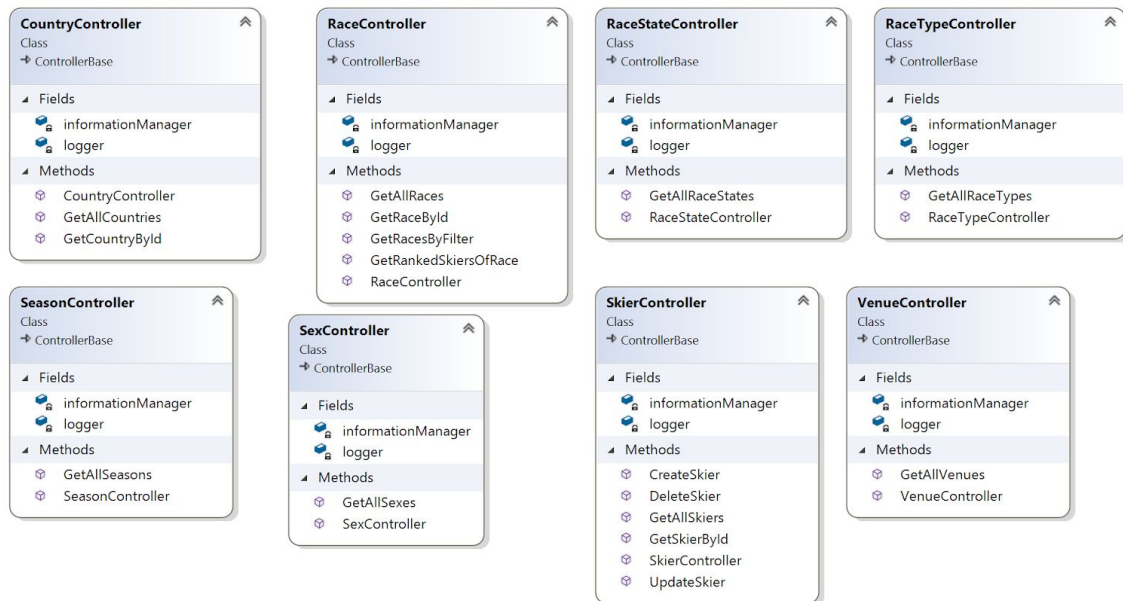 CountryController
Class
ControllerBase
Fields
informationManager
logger
Methods
CountryController
GetAllCountries
GetCountryById
RaceController
Class
ControllerBase
Fields
informationManager
logger
Methods
GetAllRaces
GetRaceById
GetRacesByFilter
GetRankedSkiersOfRace
RaceController
RaceStateController
Class
ControllerBase
Fields
informationManager
logger
Methods
GetAllRaceStates
RaceStateController
RaceTypeController
Class
ControllerBase
Fields
informationManager
logger
Methods
GetAllRaceTypes
RaceTypeController
SeasonController
Class
ControllerBase
Fields
informationManager
logger
Methods
GetAllSeasons
SeasonController
SexController
Class
ControllerBase
Fields
informationManager
logger
Methods
GetAllSexes
SexController
SkierController
Class
ControllerBase
Fields
informationManager
logger
Methods
CreateSkier
DeleteSkier
GetAllSkiers
GetSkierById
SkierController
UpdateSkier
VenueController
Class
ControllerBase
Fields
informationManager
logger
Methods
GetAllVenues
VenueController